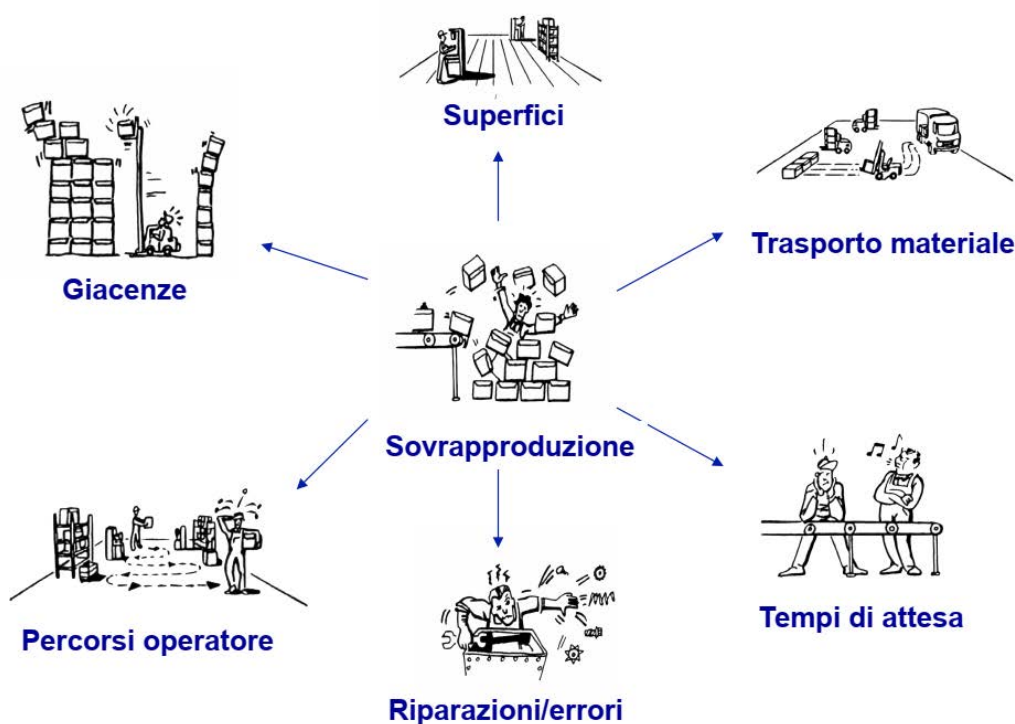 Superfici
Trasporto materiale
Giacenze
Sovrapproduzione
Tempi di attesa
Percorsi operatore
Riparazioni/errori